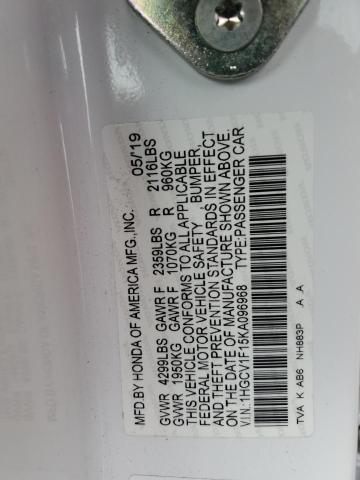 MFD.BY HONDA OF AMERICA MFG.,INC. 05/19
GVWR 4299LBS GAWR F 2359LBS R 2116LBS
GVWR 1950KG GAWR F 1070KG R 960KG
THIS VEHICLE CONFORMS TO ALL APPLICABLE
FEDERAL MOTOR VEHICLE SAFETY BUMPER,
AND THEFT PREVENTION STANDARDS IN EFFECT
ON THE DATE OF MANUFACTURE SHOWN ABOVE.
V.I.N.:1HGCV1F15KA096968 TYPE:PASSENGER CAR
TVA K AB6 NH883P A A